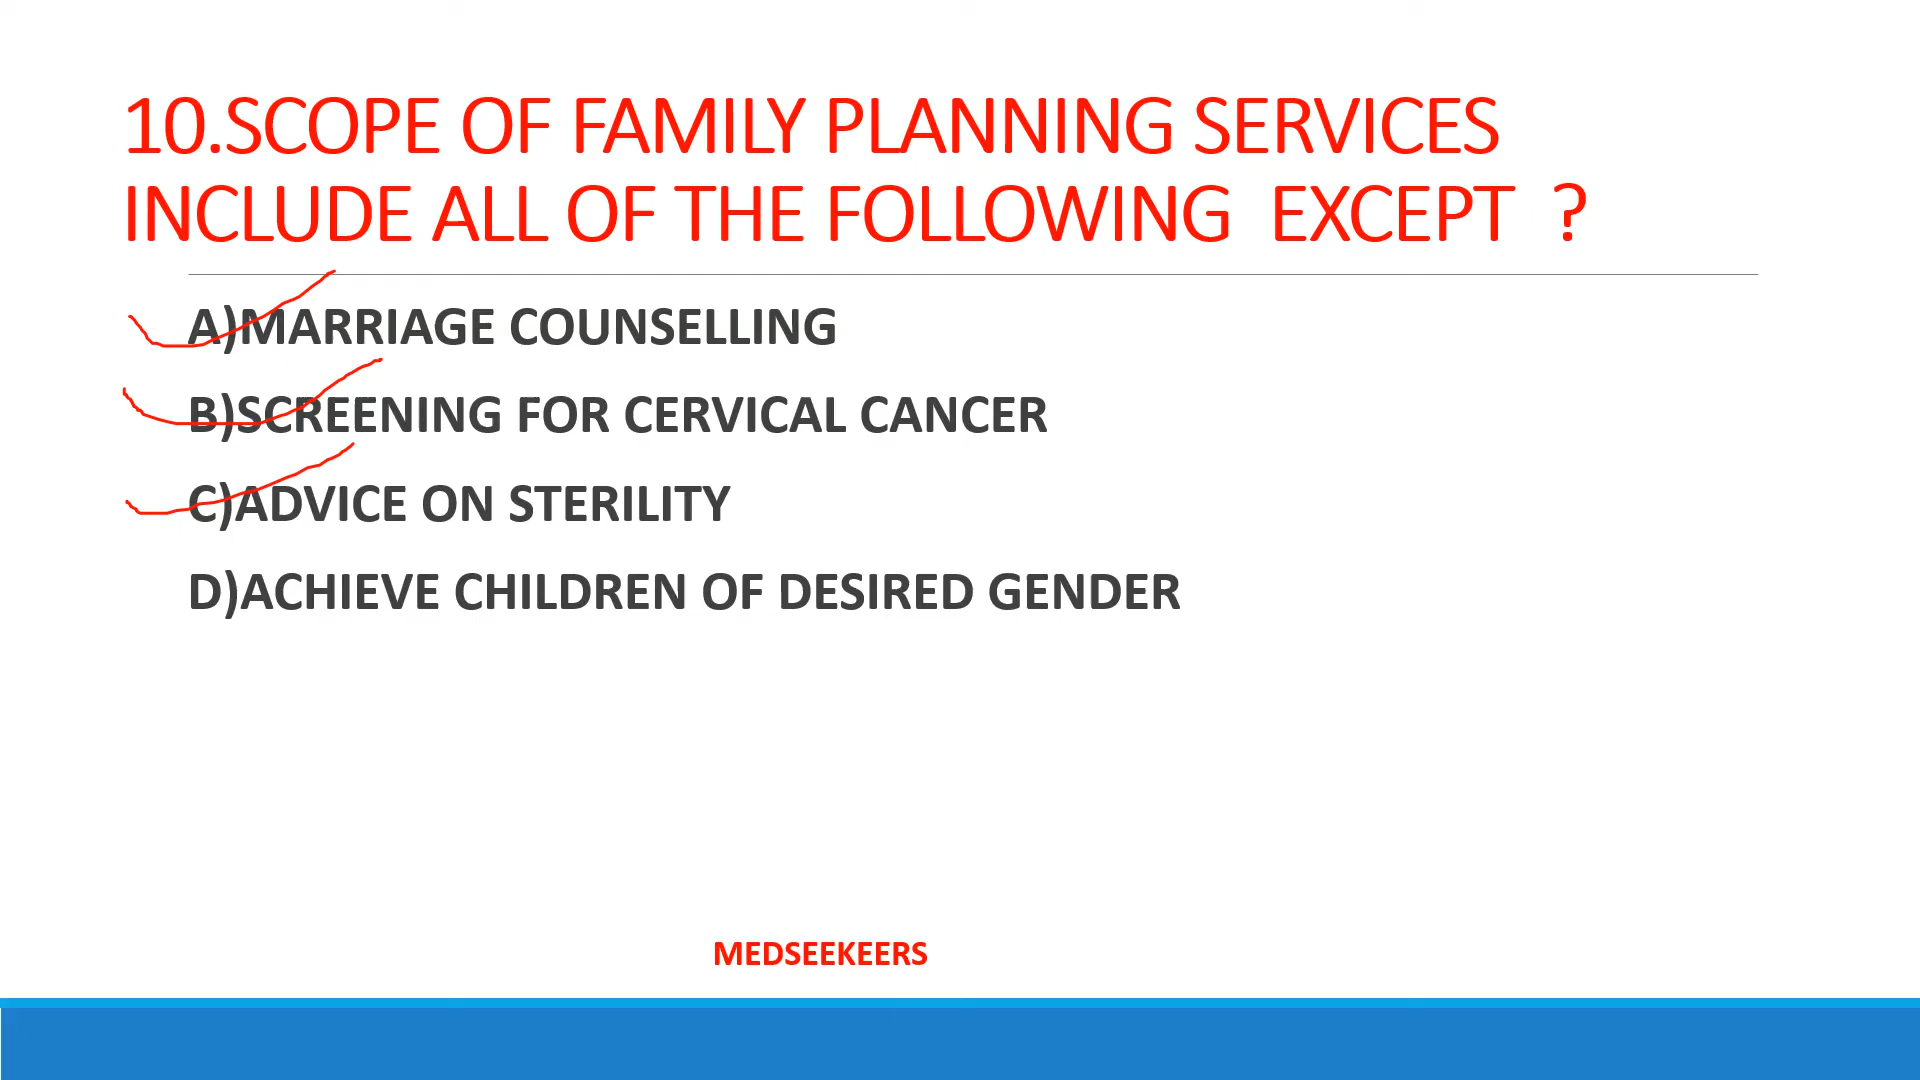 10.SCOPE OF FAMILY PLANNING SERVICES
INCLUDE ALL OF THE FOLLOWING EXCEPT ?
A)MARRIAGE COUNSELLING
B)SCREENING FOR CERVICAL CANCER
C)ADVICE ON STERILITY
D)ACHIEVE CHILDREN OF DESIRED GENDER
MEDSEEKEERS